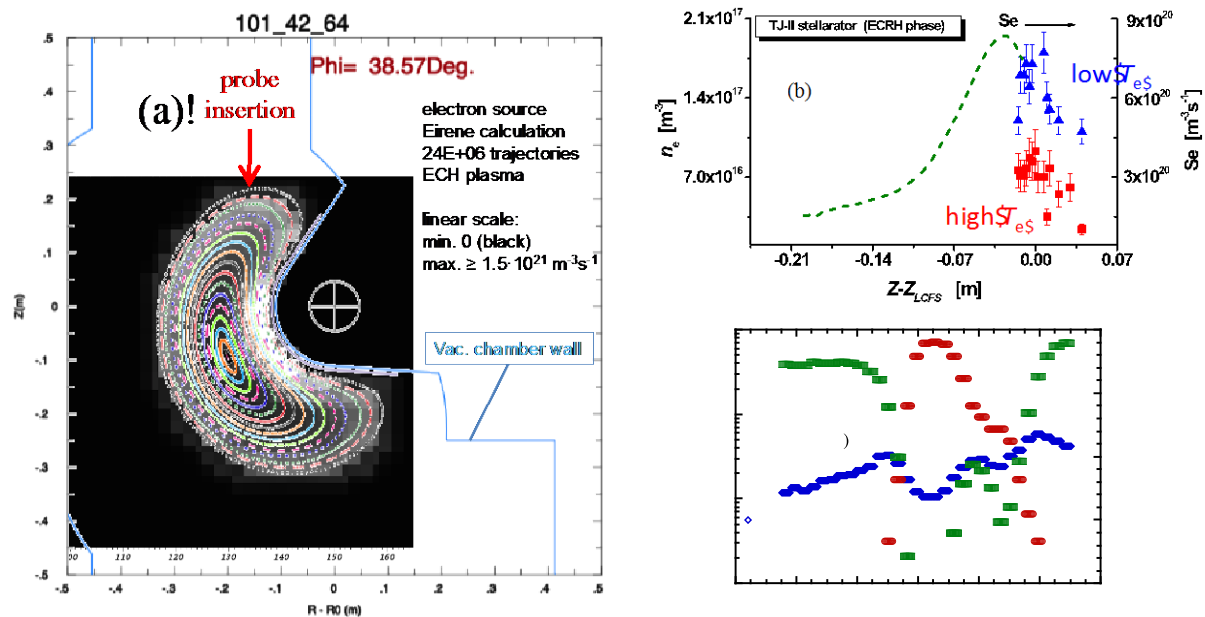 101_42_64
Phi= 38.57Deg.
(a)!
probe
insertion
electron source
Eirene calculation
24E+06 trajectories
ECH plasma
linear scale:
min. 0 (black)
max. ≥ 1.5·10²¹ m⁻³s⁻¹
Vac. chamber wall
.5
.4
.3
.2
.1
0
-.1
-.2
-.3
-.4
.5
Z(m)
110
120
130
140
150
160
-.5
-.4
-.3
-.2
-.1
0
.1
.2
.3
.4
.5
R - R0 (m)
TJ-II stellarator (ECRH phase)
Se
(b)
low$T_e$
high$T_e$
2.1x10¹⁷
1.4x10¹⁷
7.0x10¹⁶
n_e [m⁻³]
9x10²⁰
6x10²⁰
3x10²⁰
Se [m⁻³s⁻¹]
-0.21
-0.14
-0.07
0.00
0.07
Z-Z_LCFS [m]
)